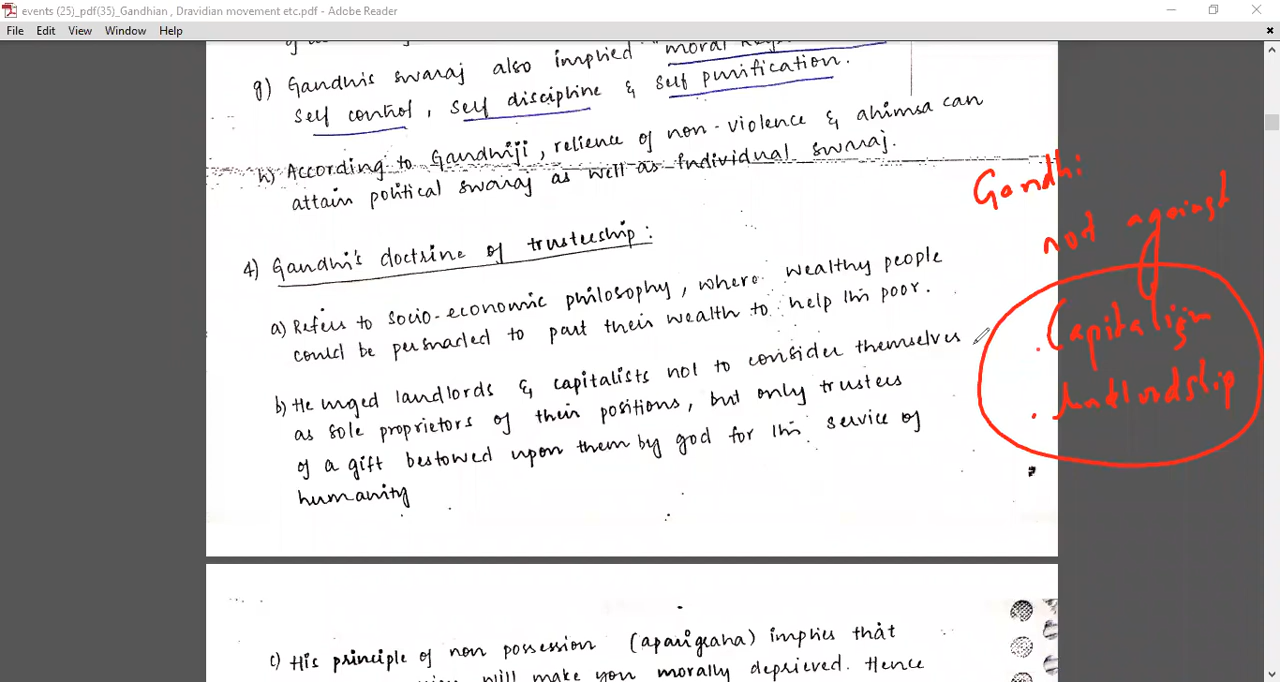 events (25)_pdf(35)_Gandhian , Dravidian movement etc.pdf - Adobe Reader
File Edit View Window Help
g) Gandhi's swaraj also implied moral
self control, self discipline & self purification.
h) According to Gandhiji, relience of non-violence & ahimsa can
attain political swaraj as well as individual swaraj.
4) Gandhi's doctrine of trusteeship:
a) Refers to socio-economic philosophy, where wealthy people
could be persuaded to part their wealth to help the poor.
b) He urged landlords & capitalists not to consider themselves
as sole proprietors of their positions, but only trustees
of a gift bestowed upon them by god for the service of
humanity
c) His principle of non possession (aparigraha) implies that
will make you morally deprieved. Hence
Gandhi
not against
. Capitalism
. landlordship